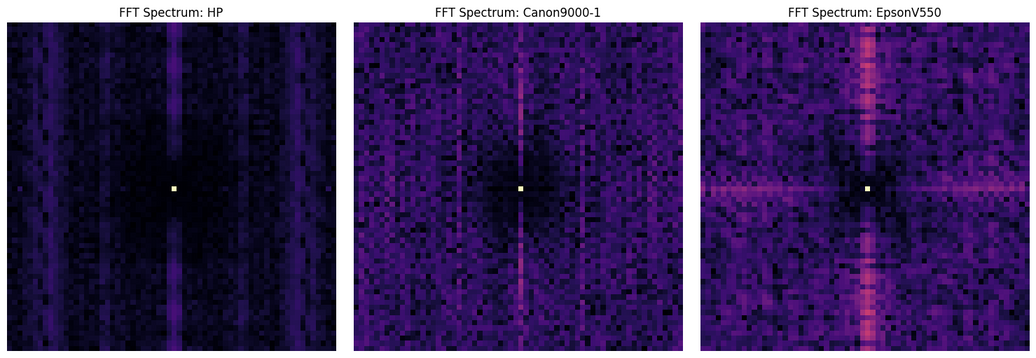 FFT Spectrum: HP
FFT Spectrum: Canon9000-1
FFT Spectrum: EpsonV550